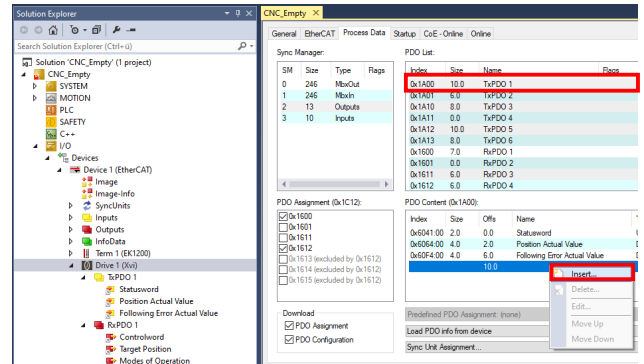 Solution Explorer
Search Solution Explorer (Ctrl+ü)
Solution 'CNC_Empty' (1 project)
CNC_Empty
SYSTEM
MOTION
PLC
SAFETY
C++
I/O
Devices
Device 1 (EtherCAT)
Image
Image-Info
SyncUnits
Inputs
Outputs
InfoData
Term 1 (EK1200)
Drive 1 (Xvi)
TxPDO 1
Statusword
Position Actual Value
Following Error Actual Value
RxPDO 1
Controlword
Target Position
Modes of Operation
CNC_Empty
General EtherCAT Process Data Startup CoE - Online Online
Sync Manager:
SM Size Type Flags
0 246 MbxOut
1 246 MbxIn
2 13 Outputs
3 10 Inputs
PDO List:
Index Size Name Flags
0x1A00 10.0 TxPDO 1
0x1A01 6.0 TxPDO 2
0x1A10 8.0 TxPDO 3
0x1A11 0.0 TxPDO 4
0x1A12 10.0 TxPDO 5
0x1A13 8.0 TxPDO 6
0x1600 7.0 RxPDO 1
0x1601 0.0 RxPDO 2
0x1611 6.0 RxPDO 3
0x1612 6.0 RxPDO 4
PDO Assignment (0x1C12):
0x1600
0x1601
0x1611
0x1612
0x1613 (excluded by 0x1612)
0x1614 (excluded by 0x1612)
0x1615 (excluded by 0x1612)
PDO Content (0x1A00):
Index Size Offs Name
0x6041:00 2.0 0.0 Statusword
0x6064:00 4.0 2.0 Position Actual Value
0x60F4:00 4.0 6.0 Following Error Actual Value
10.0
Insert...
Delete...
Edit...
Move Up
Move Down
Download
PDO Assignment
PDO Configuration
Predefined PDO Assignment: (none)
Load PDO info from device
Sync Unit Assignment...